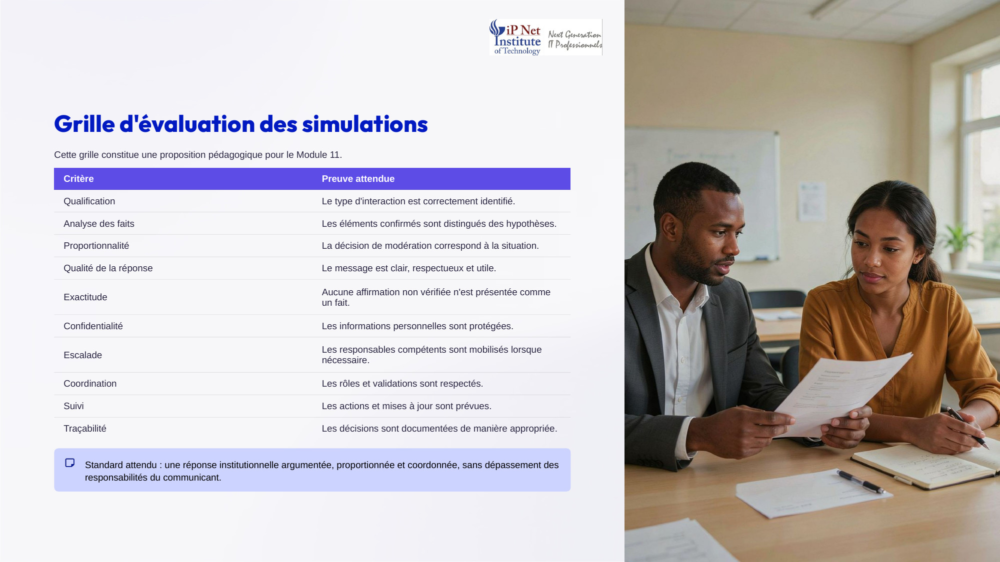 iP Net
Institute
of Technology
Next Generation
IT Professionnels
Grille d'évaluation des simulations
Cette grille constitue une proposition pédagogique pour le Module 11.
Critère Preuve attendue
Qualification Le type d'interaction est correctement identifié.
Analyse des faits Les éléments confirmés sont distingués des hypothèses.
Proportionnalité La décision de modération correspond à la situation.
Qualité de la réponse Le message est clair, respectueux et utile.
Exactitude Aucune affirmation non vérifiée n'est présentée comme
un fait.
Confidentialité Les informations personnelles sont protégées.
Escalade Les responsables compétents sont mobilisés lorsque
nécessaire.
Coordination Les rôles et validations sont respectés.
Suivi Les actions et mises à jour sont prévues.
Traçabilité Les décisions sont documentées de manière appropriée.
Standard attendu : une réponse institutionnelle argumentée, proportionnée et coordonnée, sans dépassement des
responsabilités du communicant.